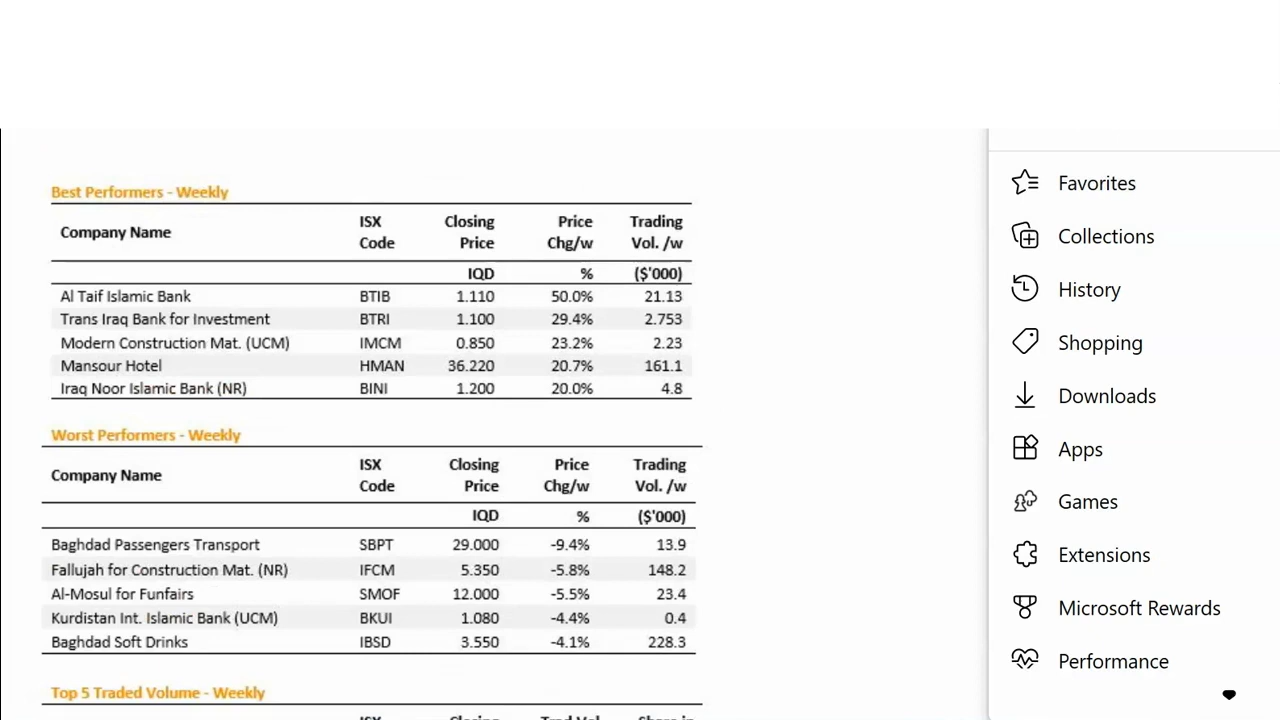 Best Performers - Weekly
Company Name ISX Code Closing Price Price Chg/w Trading Vol. /w
IQD % ($'000)
Al Taif Islamic Bank BTIB 1.110 50.0% 21.13
Trans Iraq Bank for Investment BTRI 1.100 29.4% 2.753
Modern Construction Mat. (UCM) IMCM 0.850 23.2% 2.23
Mansour Hotel HMAN 36.220 20.7% 161.1
Iraq Noor Islamic Bank (NR) BINI 1.200 20.0% 4.8
Worst Performers - Weekly
Company Name ISX Code Closing Price Price Chg/w Trading Vol. /w
IQD % ($'000)
Baghdad Passengers Transport SBPT 29.000 -9.4% 13.9
Fallujah for Construction Mat. (NR) IFCM 5.350 -5.8% 148.2
Al-Mosul for Funfairs SMOF 12.000 -5.5% 23.4
Kurdistan Int. Islamic Bank (UCM) BKUI 1.080 -4.4% 0.4
Baghdad Soft Drinks IBSD 3.550 -4.1% 228.3
Top 5 Traded Volume - Weekly
Favorites
Collections
History
Shopping
Downloads
Apps
Games
Extensions
Microsoft Rewards
Performance